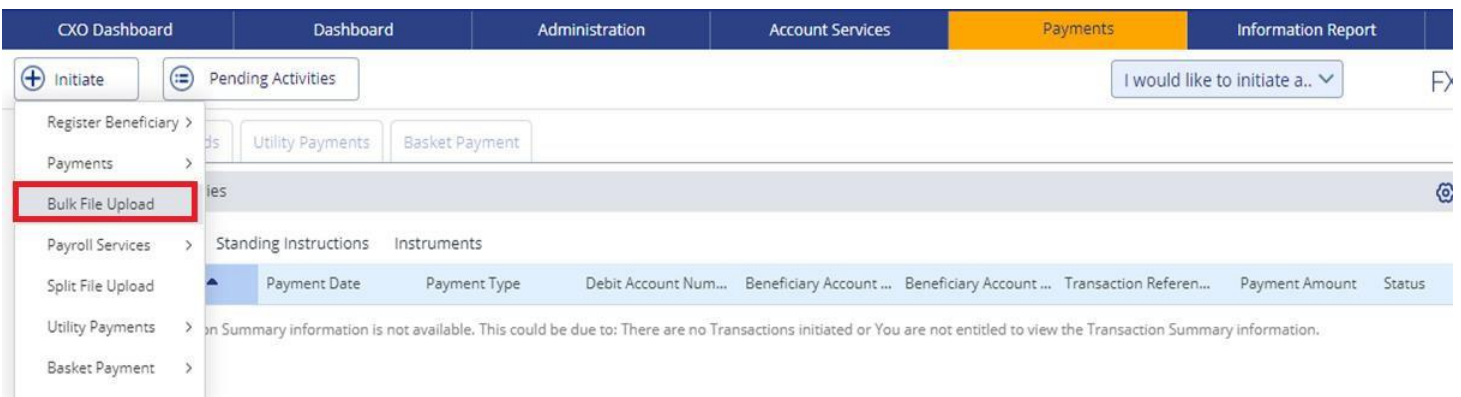 CXO Dashboard Dashboard Administration Account Services Payments Information Report
Initiate Pending Activities I would like to initiate a.. FX
Register Beneficiary
ds Utility Payments Basket Payment
Payments
Bulk File Upload ies
Payroll Services Standing Instructions Instruments
Split File Upload Payment Date Payment Type Debit Account Num... Beneficiary Account ... Beneficiary Account ... Transaction Referen... Payment Amount Status
Utility Payments on Summary information is not available. This could be due to: There are no Transactions initiated or You are not entitled to view the Transaction Summary information.
Basket Payment